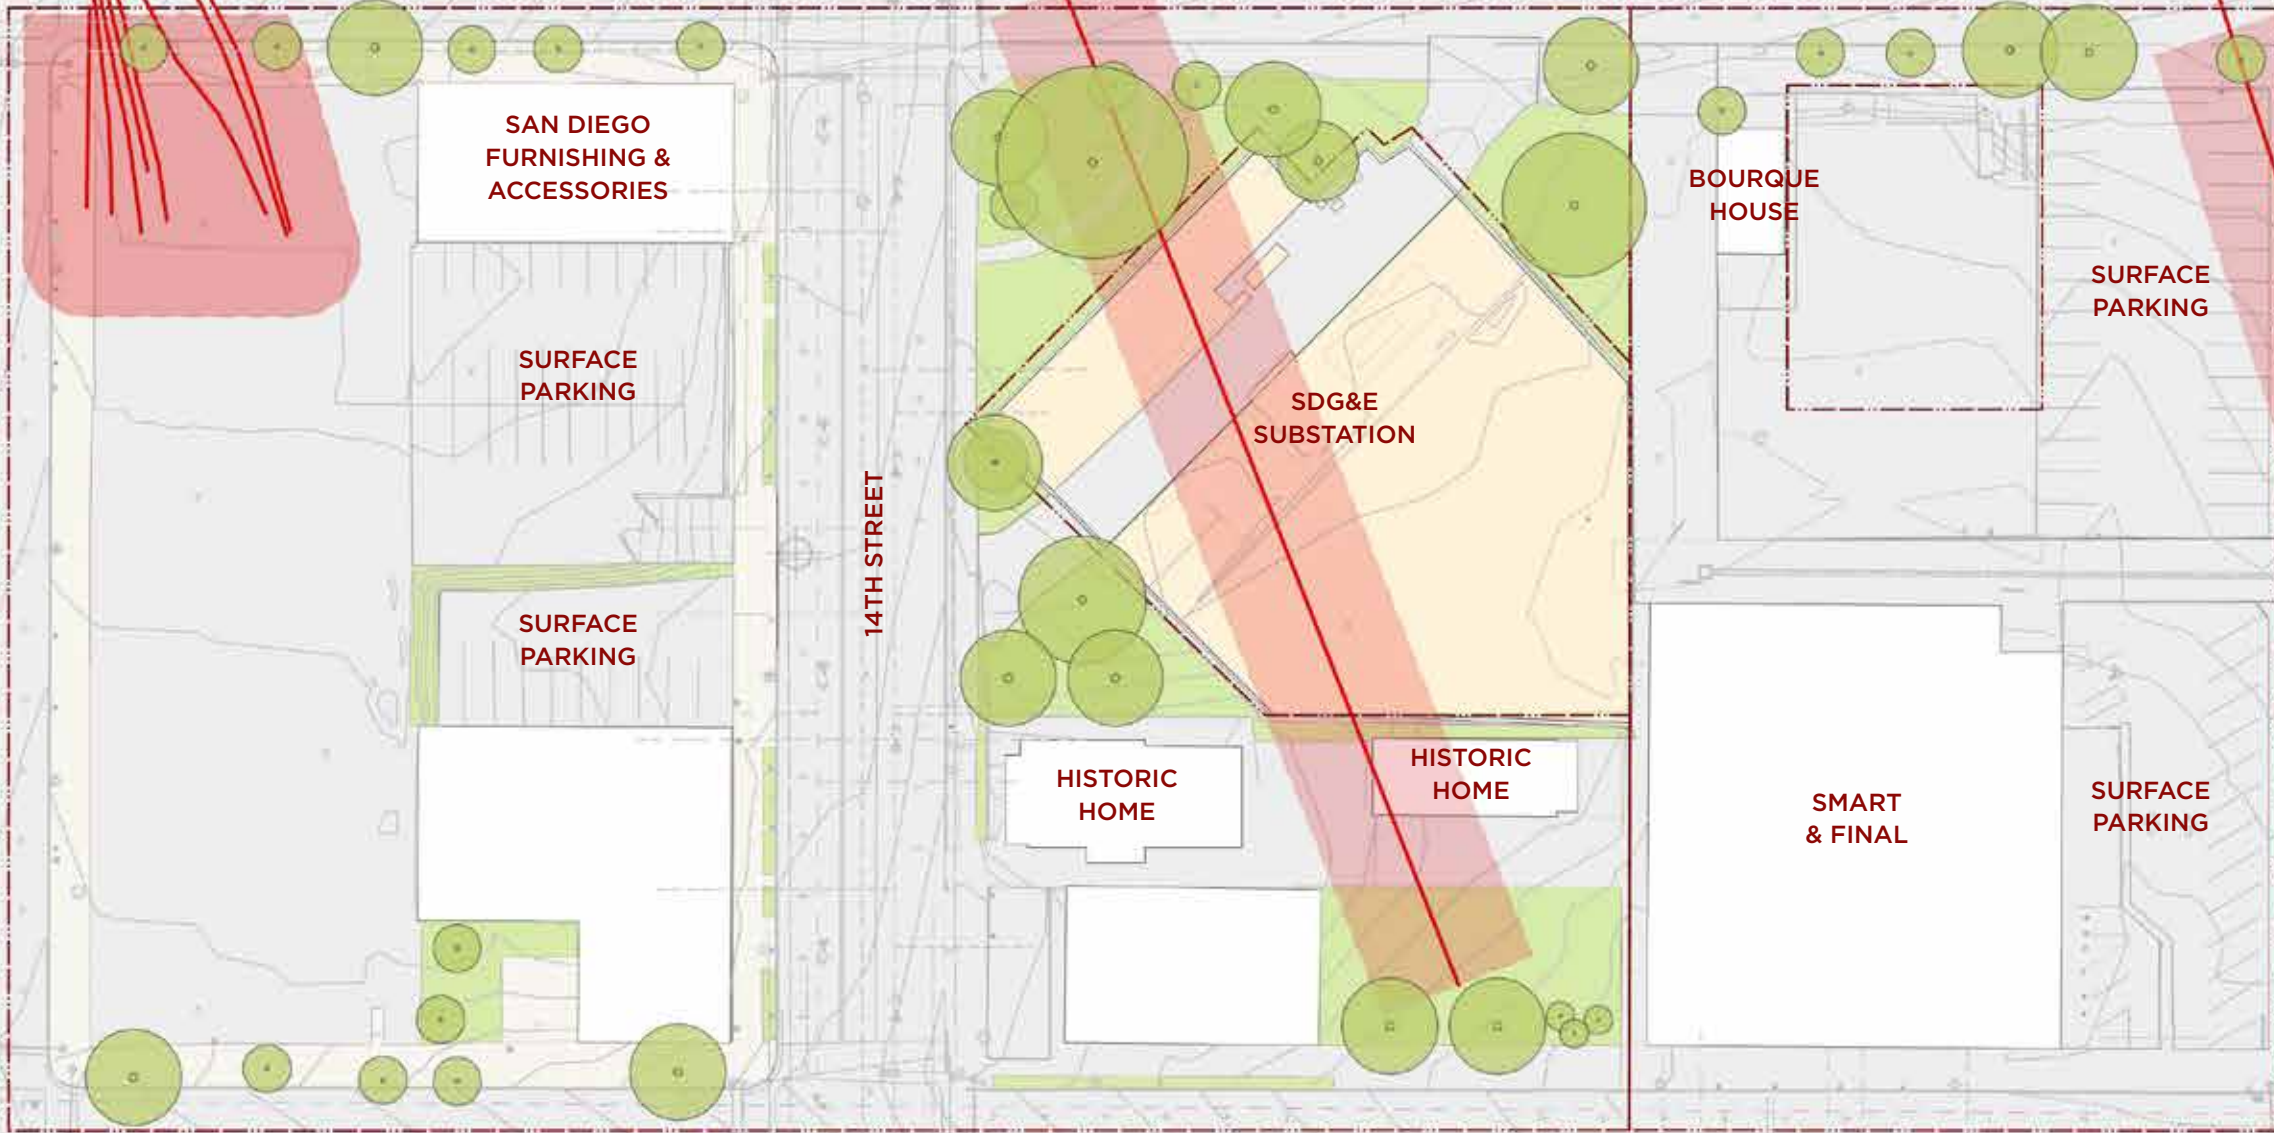 SAN DIEGO
FURNISHING &
ACCESSORIES
SURFACE
PARKING
SURFACE
PARKING
14TH STREET
SDG&E
SUBSTATION
HISTORIC
HOME
HISTORIC
HOME
BOURQUE
HOUSE
SURFACE
PARKING
SMART
& FINAL
SURFACE
PARKING